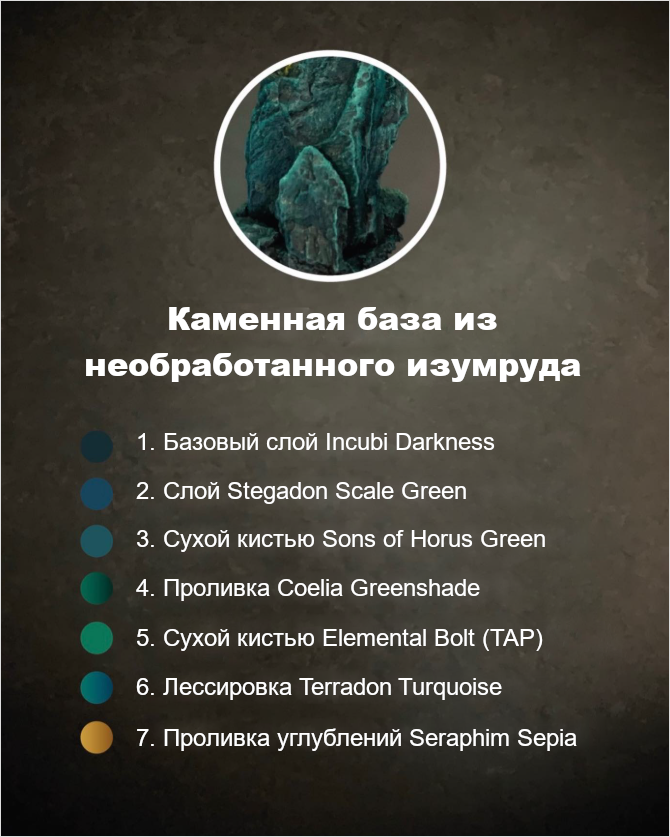 Каменная база из
необработанного изумруда
1. Базовый слой Incubi Darkness
2. Слой Stegadon Scale Green
3. Сухой кистью Sons of Horus Green
4. Проливка Coelia Greenshade
5. Сухой кистью Elemental Bolt (TAP)
6. Лессировка Terradon Turquoise
7. Проливка углублений Seraphim Sepia